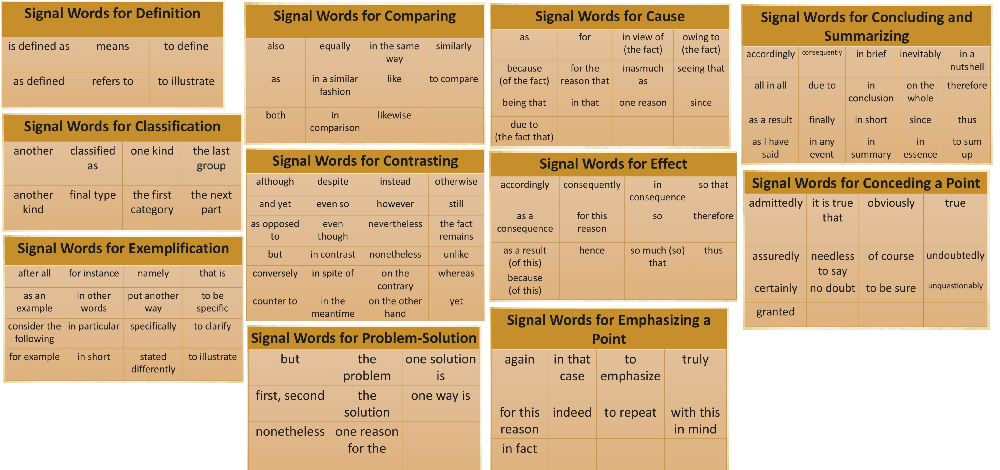 Signal Words for Definition
is defined as means to define
as defined refers to to illustrate
Signal Words for Classification
another classified as one kind the last group
another kind final type the first category the next part
Signal Words for Exemplification
after all for instance namely that is
as an example in other words put another way to be specific
consider the following in particular specifically to clarify
for example in short stated differently to illustrate
Signal Words for Comparing
also equally in the same way similarly
as in a similar fashion like to compare
both in comparison likewise
Signal Words for Contrasting
although despite instead otherwise
and yet even so however still
as opposed to even though nevertheless the fact remains
but in contrast nonetheless unlike
conversely in spite of on the contrary whereas
counter to in the meantime on the other hand yet
Signal Words for Problem-Solution
but the problem one solution is
first, second the solution one way is
nonetheless one reason for the
Signal Words for Cause
as for in view of (the fact) owing to (the fact)
because (of the fact) for the reason that inasmuch as seeing that
being that in that one reason since
due to (the fact that)
Signal Words for Effect
accordingly consequently in consequence so that
as a consequence for this reason so therefore
as a result (of this) hence so much (so) that thus
because (of this)
Signal Words for Emphasizing a Point
again in that case to emphasize truly
for this reason indeed to repeat with this in mind
in fact
Signal Words for Concluding and Summarizing
accordingly consequently in brief inevitably in a nutshell
all in all due to in conclusion on the whole therefore
as a result finally in short since thus
as I have said in any event in summary in essence to sum up
Signal Words for Conceding a Point
admittedly it is true that obviously true
assuredly needless to say of course undoubtedly
certainly no doubt to be sure unquestionably
granted